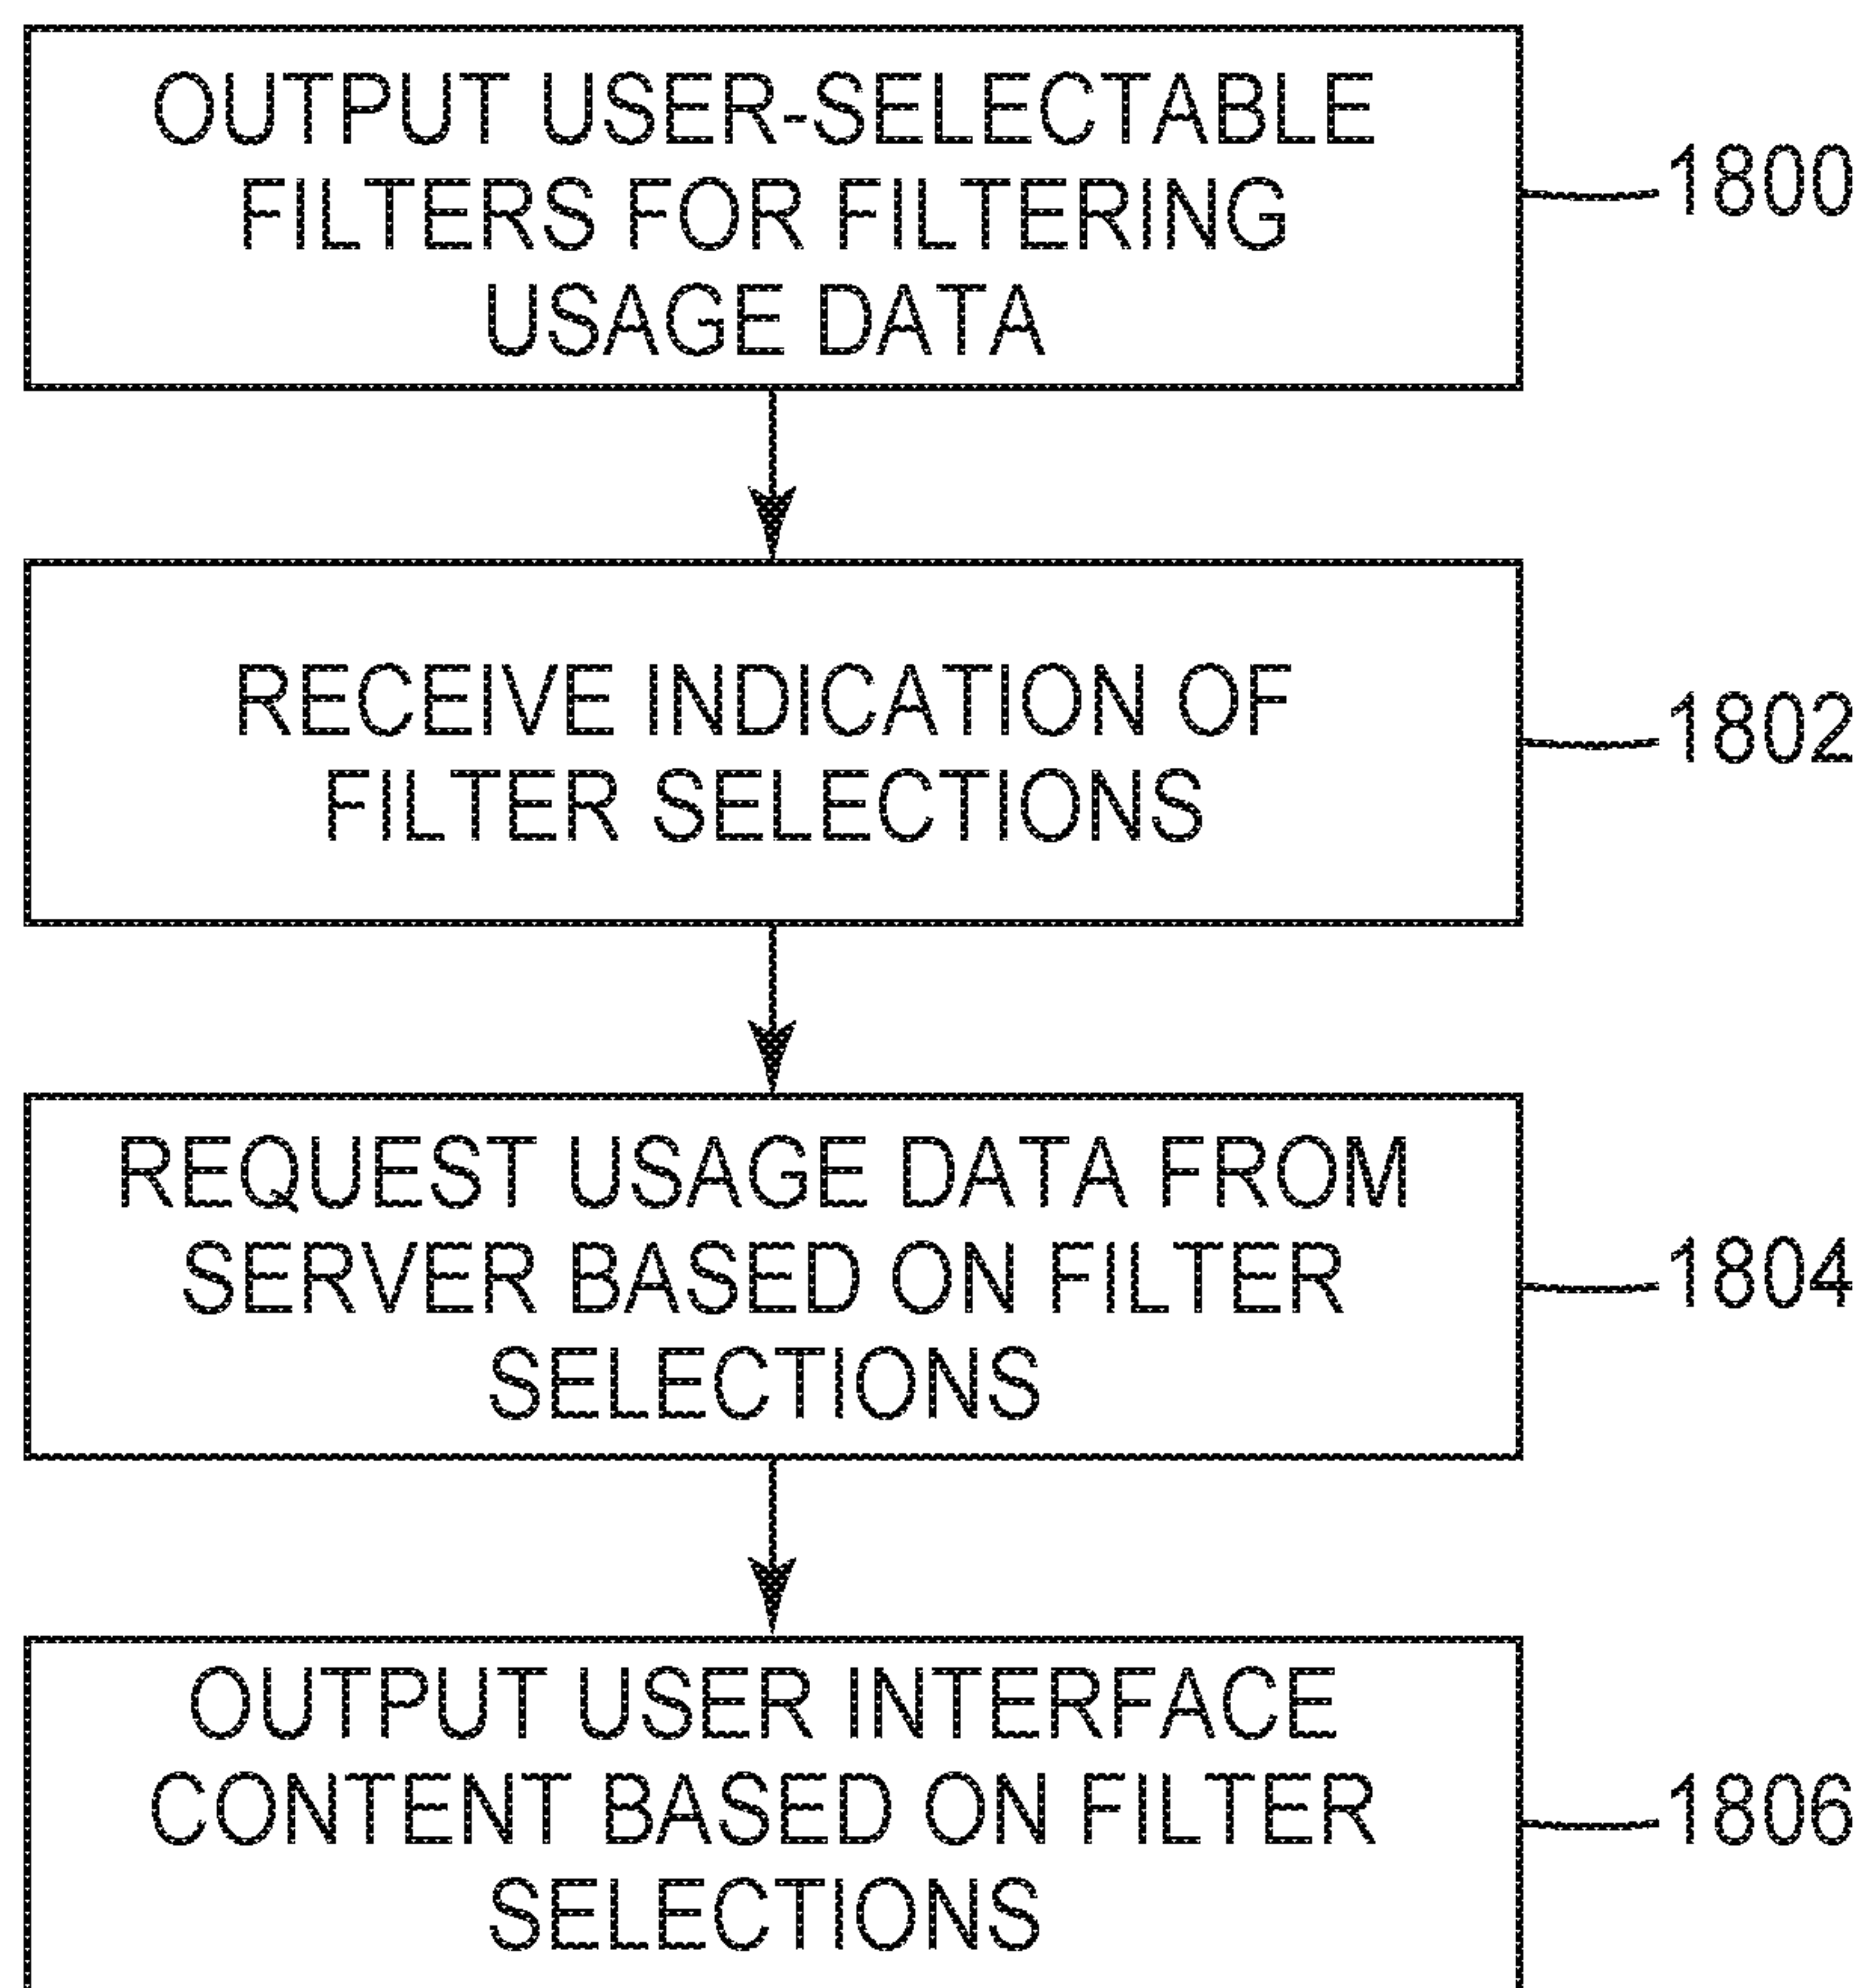 OUTPUT USER-SELECTABLE
FILTERS FOR FILTERING
USAGE DATA
1800
RECEIVE INDICATION OF
FILTER SELECTIONS
1802
REQUEST USAGE DATA FROM
SERVER BASED ON FILTER
SELECTIONS
1804
OUTPUT USER INTERFACE
CONTENT BASED ON FILTER
SELECTIONS
1806